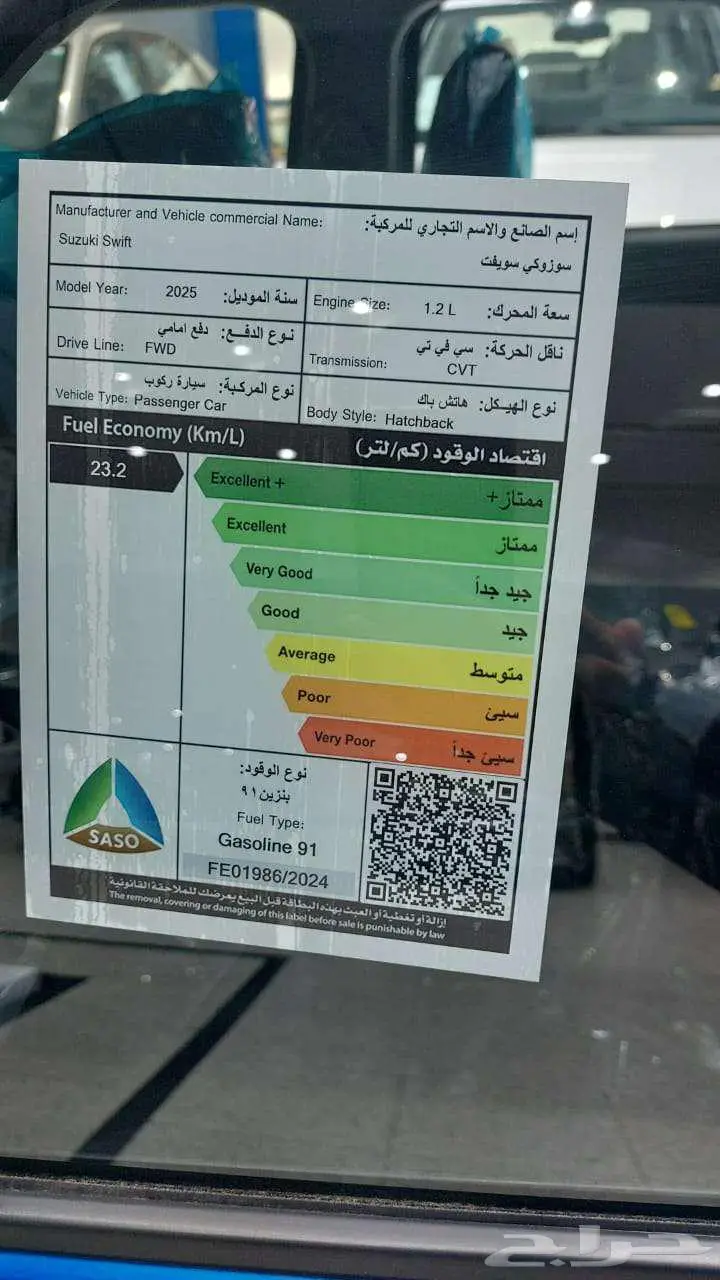 Manufacturer and Vehicle commercial Name: إسم الصانع والاسم التجاري للمركبة:
Suzuki Swift سوزوكي سويفت
Model Year: 2025 سنة الموديل:
Engine Size: 1.2 L سعة المحرك:
Drive Line: FWD نوع الدفع: دفع امامي
Transmission: CVT ناقل الحركة: سي في تي
Vehicle Type: Passenger Car نوع المركبة: سيارة ركوب
Body Style: Hatchback نوع الهيكل: هاتش باك
Fuel Economy (Km/L) اقتصاد الوقود (كم/لتر)
23.2
Excellent + ممتاز+
Excellent ممتاز
Very Good جيد جداً
Good جيد
Average متوسط
Poor سيئ
Very Poor سيئ جداً
SASO
نوع الوقود:
بنزين ٩١
Fuel Type:
Gasoline 91
FE01986/2024
إزالة أو تغطية أو العبث بهذه البطاقة قبل البيع يعرضك للملاحقة القانونية
The removal, covering or damaging of this label before sale is punishable by law
حراج